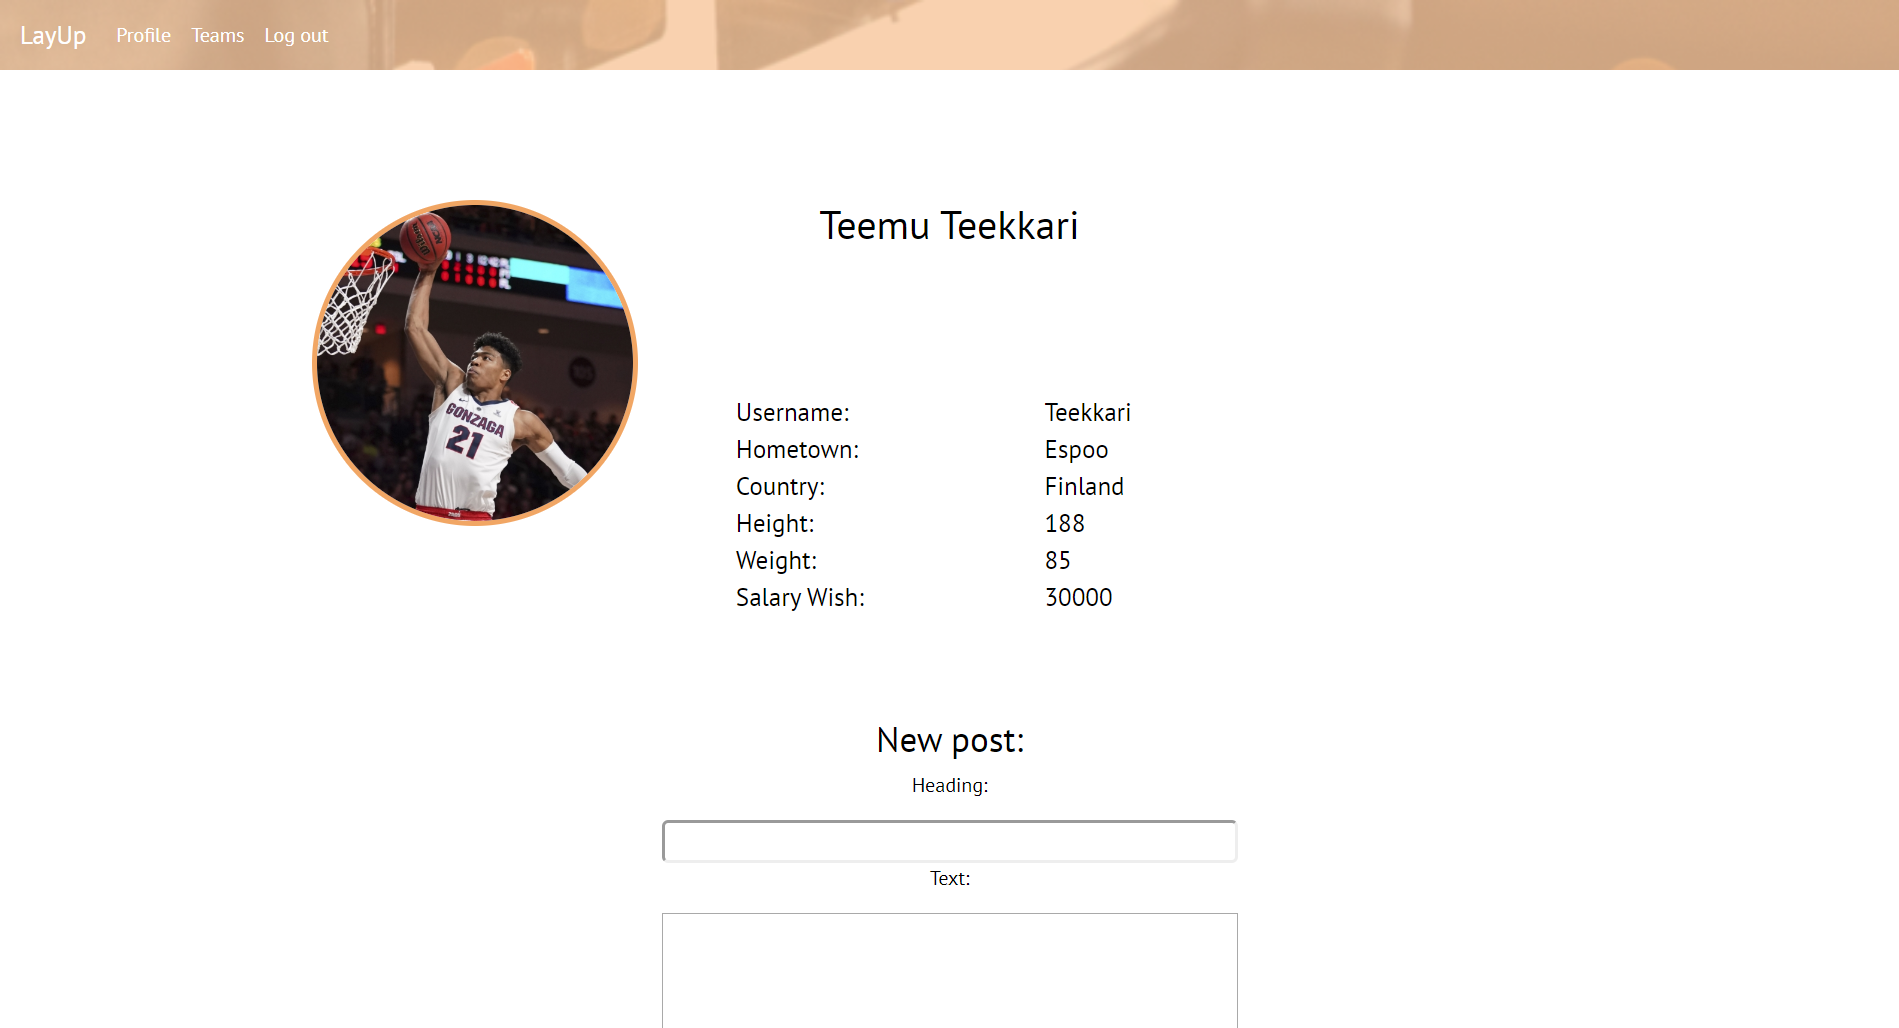 LayUp Profile Teams Log out
Teemu Teekkari
GONZAGA
21
Username: Teekkari
Hometown: Espoo
Country: Finland
Height: 188
Weight: 85
Salary Wish: 30000
New post:
Heading:
Text: